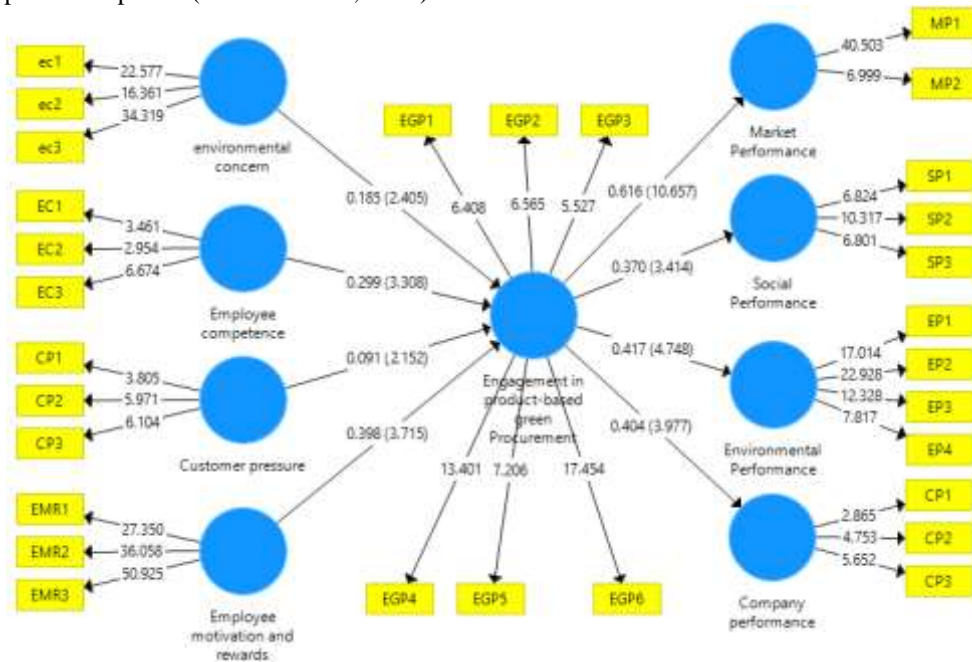 ec1
22.577
ec2
16.361
ec3
34.319
environmental
concern
EC1
3.461
EC2
2.954
EC3
6.674
Employee
competence
CP1
3.805
CP2
5.971
CP3
6.104
Customer pressure
EMR1
27.350
EMR2
36.058
EMR3
50.925
Employee
motivation and
rewards
0.185 (2.405)
0.299 (3.308)
0.091 (2.152)
0.398 (3.715)
EGP1
EGP2
EGP3
6.408
6.565
5.527
Engagement in
product-based
green
Procurement
13.401
7.206
17.454
EGP4
EGP5
EGP6
0.616 (10.657)
0.370 (3.414)
0.417 (4.748)
0.404 (3.977)
MP1
40.503
6.999
MP2
Market
Performance
SP1
6.824
10.317
SP2
6.801
SP3
Social
Performance
EP1
17.014
EP2
22.928
12.328
EP3
7.817
EP4
Environmental
Performance
CP1
2.865
4.753
CP2
5.652
CP3
Company
performance